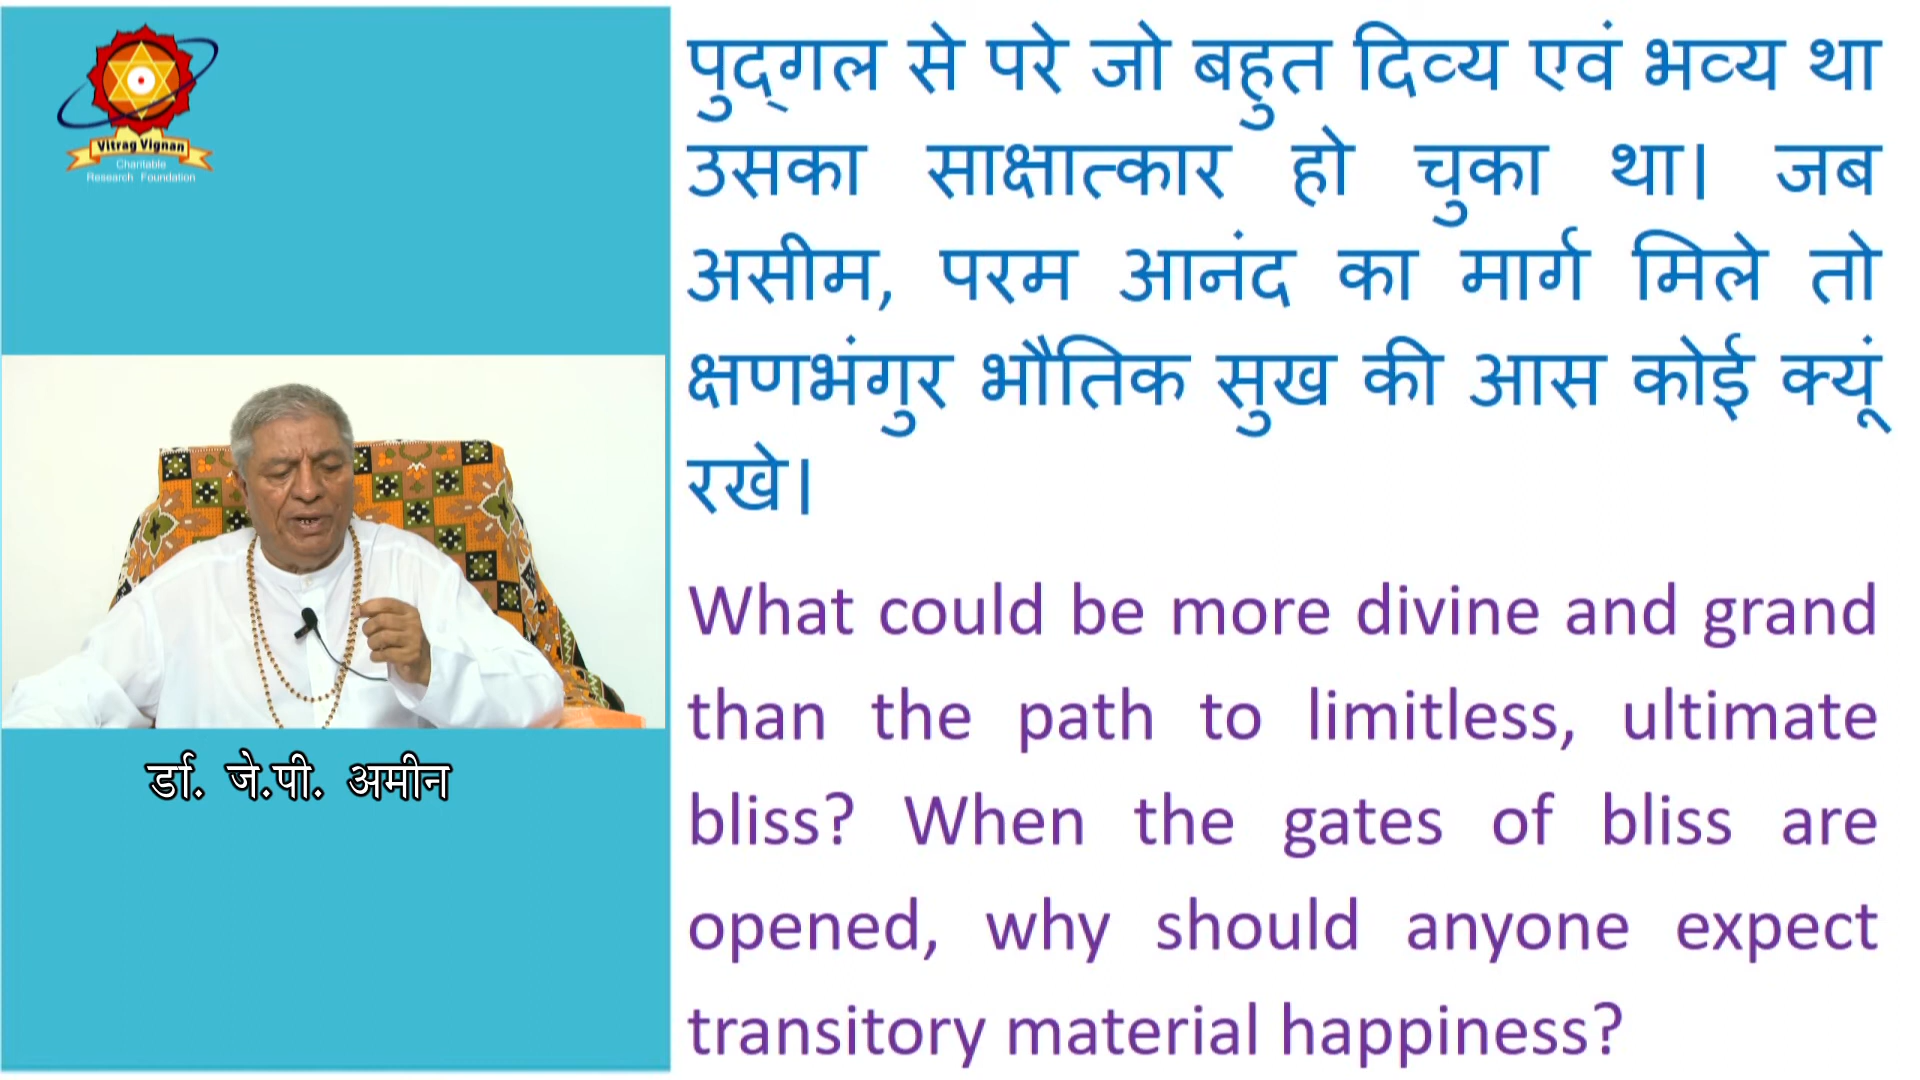 Vitrag Vignan
Charitable
Research Foundation
डॉ. जे.पी. अमीन
पुद्गल से परे जो बहुत दिव्य एवं भव्य था
उसका साक्षात्कार हो चुका था। जब
असीम, परम आनंद का मार्ग मिले तो
क्षणभंगुर भौतिक सुख की आस कोई क्यूं
रखे।
What could be more divine and grand
than the path to limitless, ultimate
bliss? When the gates of bliss are
opened, why should anyone expect
transitory material happiness?